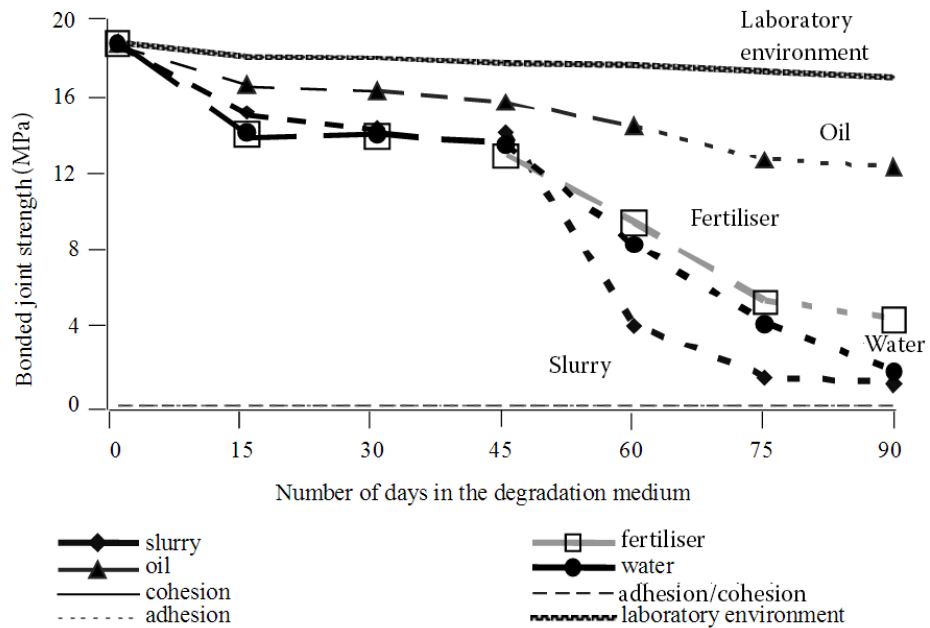 20
16
12
8
4
0
Bonded joint strength (MPa)
Laboratory
environment
Oil
Fertiliser
Water
Slurry
0 15 30 45 60 75 90
Number of days in the degradation medium
slurry
oil
cohesion
adhesion
fertiliser
water
adhesion/cohesion
laboratory environment